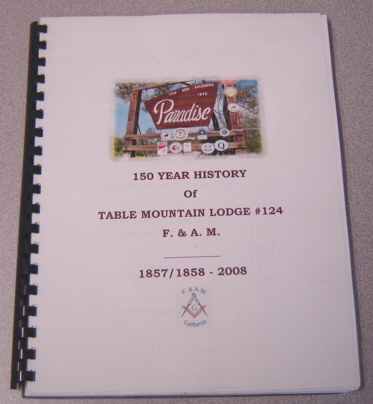 Paradise
150 YEAR HISTORY
Of
TABLE MOUNTAIN LODGE #124
F. & A. M.
1857/1858 - 2008
F. & A.M.
G
California